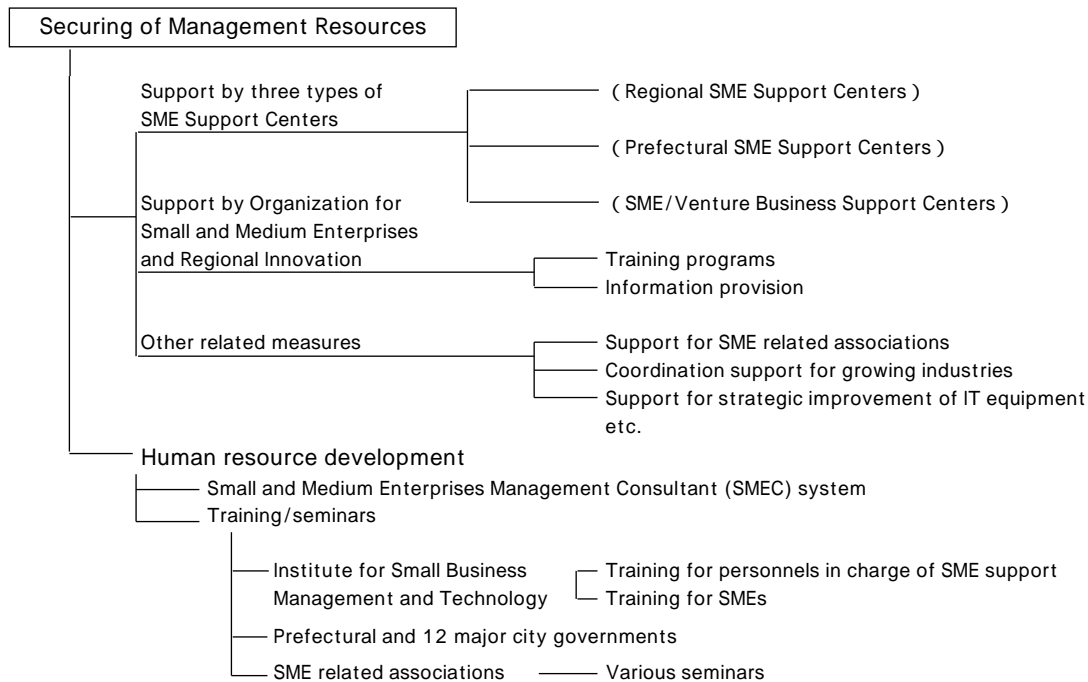 Securing of Management Resources
Support by three types of
SME Support Centers
( Regional SME Support Centers )
( Prefectural SME Support Centers )
( SME/Venture Business Support Centers )
Support by Organization for
Small and Medium Enterprises
and Regional Innovation
Training programs
Information provision
Other related measures
Support for SME related associations
Coordination support for growing industries
Support for strategic improvement of IT equipment
etc.
Human resource development
Small and Medium Enterprises Management Consultant (SMEC) system
Training/seminars
Institute for Small Business
Management and Technology
Training for personnels in charge of SME support
Training for SMEs
Prefectural and 12 major city governments
SME related associations
Various seminars